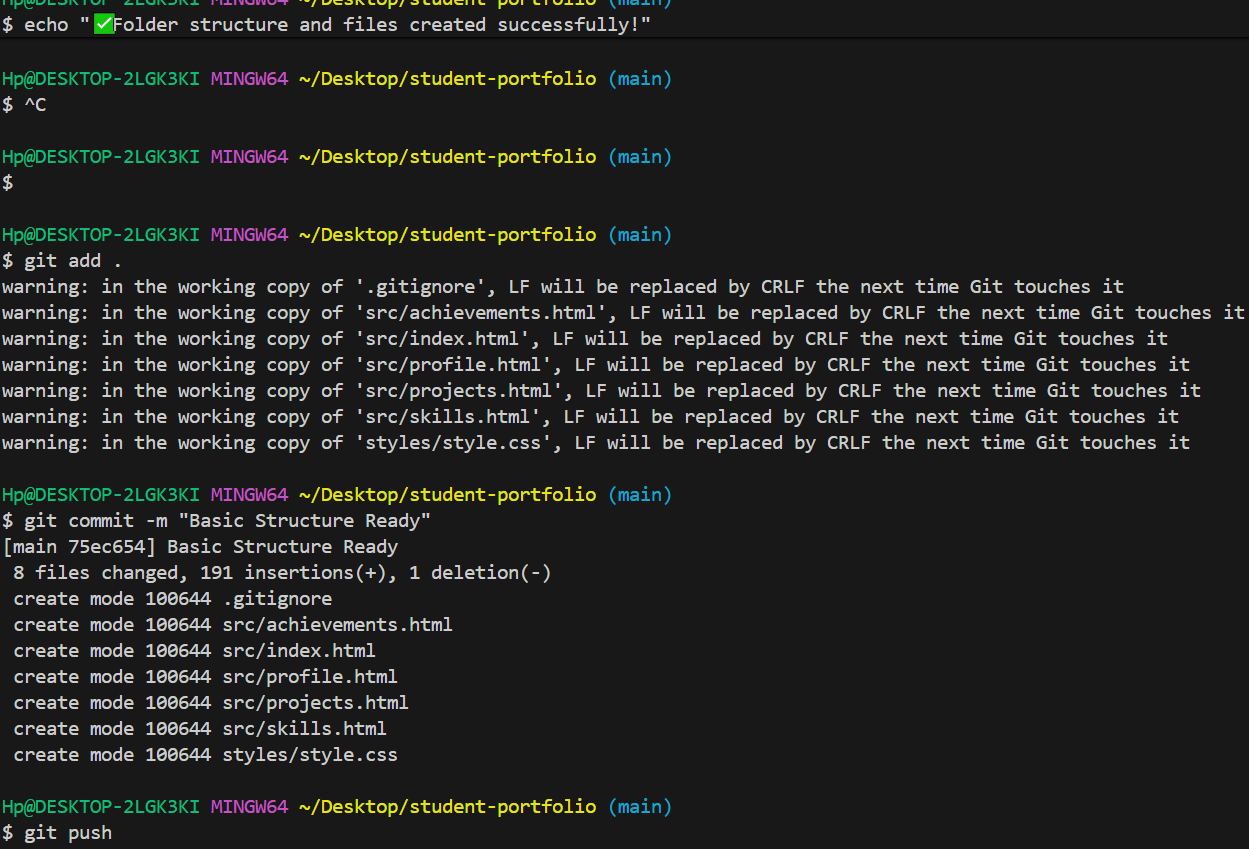 Hp@DESKTOP-2LGK3KI MINGW64 ~/Desktop/student-portfolio (main)
$ echo "✅Folder structure and files created successfully!"
Hp@DESKTOP-2LGK3KI MINGW64 ~/Desktop/student-portfolio (main)
$ ^C
Hp@DESKTOP-2LGK3KI MINGW64 ~/Desktop/student-portfolio (main)
$
Hp@DESKTOP-2LGK3KI MINGW64 ~/Desktop/student-portfolio (main)
$ git add .
warning: in the working copy of '.gitignore', LF will be replaced by CRLF the next time Git touches it
warning: in the working copy of 'src/achievements.html', LF will be replaced by CRLF the next time Git touches it
warning: in the working copy of 'src/index.html', LF will be replaced by CRLF the next time Git touches it
warning: in the working copy of 'src/profile.html', LF will be replaced by CRLF the next time Git touches it
warning: in the working copy of 'src/projects.html', LF will be replaced by CRLF the next time Git touches it
warning: in the working copy of 'src/skills.html', LF will be replaced by CRLF the next time Git touches it
warning: in the working copy of 'styles/style.css', LF will be replaced by CRLF the next time Git touches it
Hp@DESKTOP-2LGK3KI MINGW64 ~/Desktop/student-portfolio (main)
$ git commit -m "Basic Structure Ready"
[main 75ec654] Basic Structure Ready
 8 files changed, 191 insertions(+), 1 deletion(-)
 create mode 100644 .gitignore
 create mode 100644 src/achievements.html
 create mode 100644 src/index.html
 create mode 100644 src/profile.html
 create mode 100644 src/projects.html
 create mode 100644 src/skills.html
 create mode 100644 styles/style.css
Hp@DESKTOP-2LGK3KI MINGW64 ~/Desktop/student-portfolio (main)
$ git push